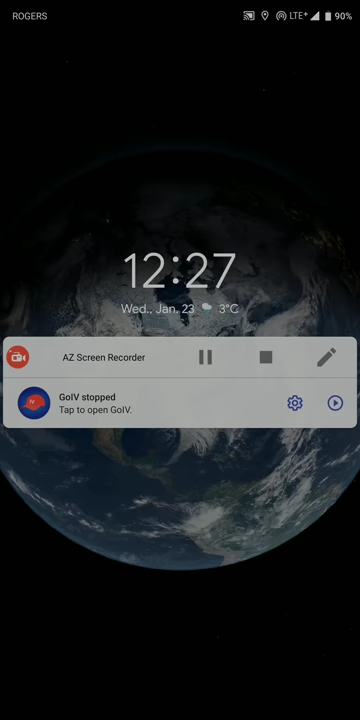 ROGERS LTE+ 90%
12:27
Wed., Jan. 23 3°C
AZ Screen Recorder
GoIV stopped
Tap to open GoIV.